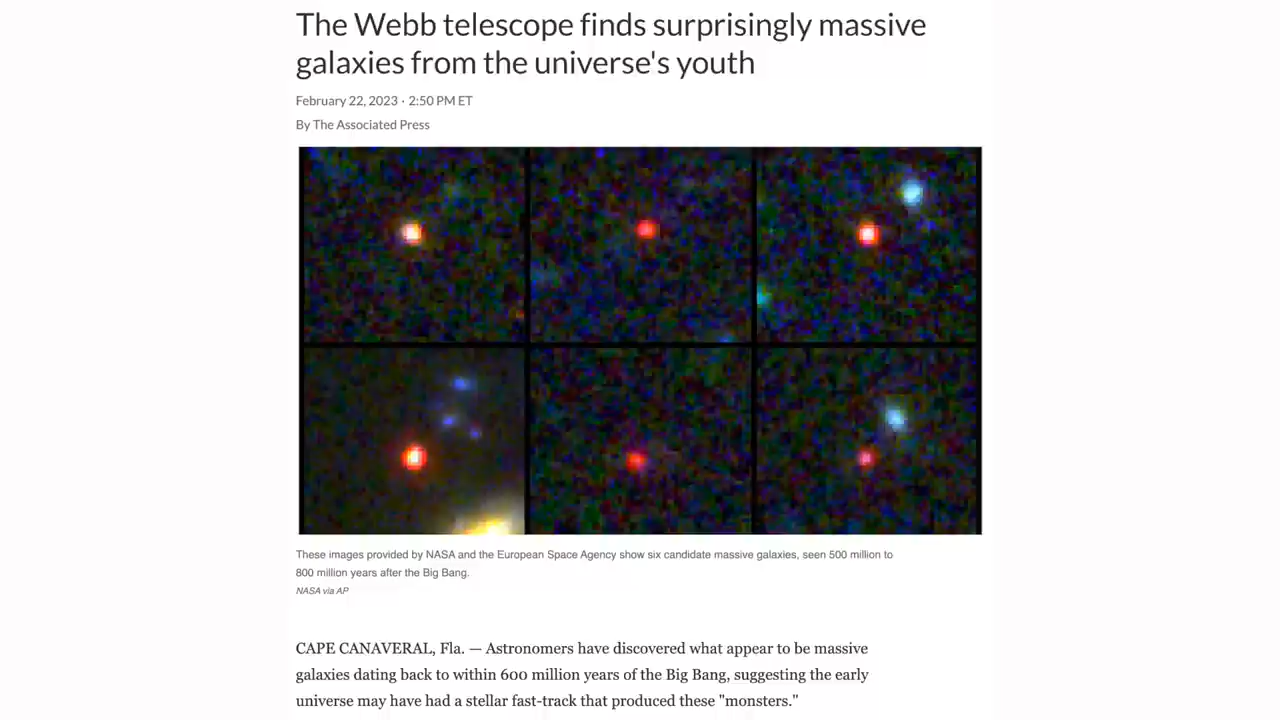 The Webb telescope finds surprisingly massive
galaxies from the universe's youth
February 22, 2023 · 2:50 PM ET
By The Associated Press
These images provided by NASA and the European Space Agency show six candidate massive galaxies, seen 500 million to
800 million years after the Big Bang.
NASA via AP
CAPE CANAVERAL, Fla. — Astronomers have discovered what appear to be massive
galaxies dating back to within 600 million years of the Big Bang, suggesting the early
universe may have had a stellar fast-track that produced these "monsters."